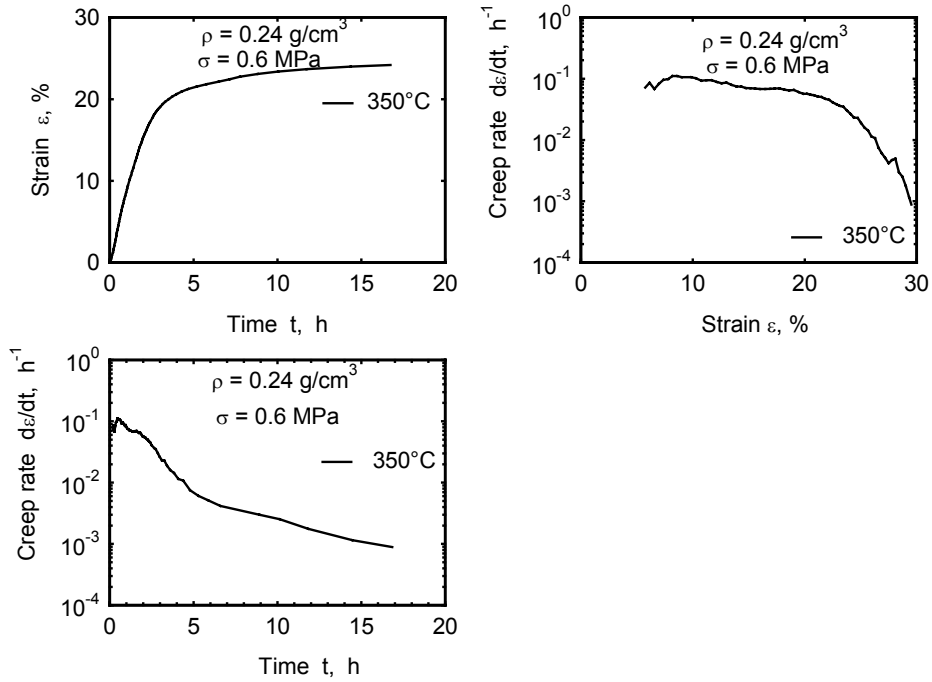 30
20
10
0
Strain ε, %
ρ = 0.24 g/cm³
σ = 0.6 MPa
350°C
0 5 10 15 20
Time t, h
10⁰
10⁻¹
10⁻²
10⁻³
10⁻⁴
Creep rate dε/dt, h⁻¹
ρ = 0.24 g/cm³
σ = 0.6 MPa
350°C
0 10 20 30
Strain ε, %
10⁰
10⁻¹
10⁻²
10⁻³
10⁻⁴
Creep rate dε/dt, h⁻¹
ρ = 0.24 g/cm³
σ = 0.6 MPa
350°C
0 5 10 15 20
Time t, h